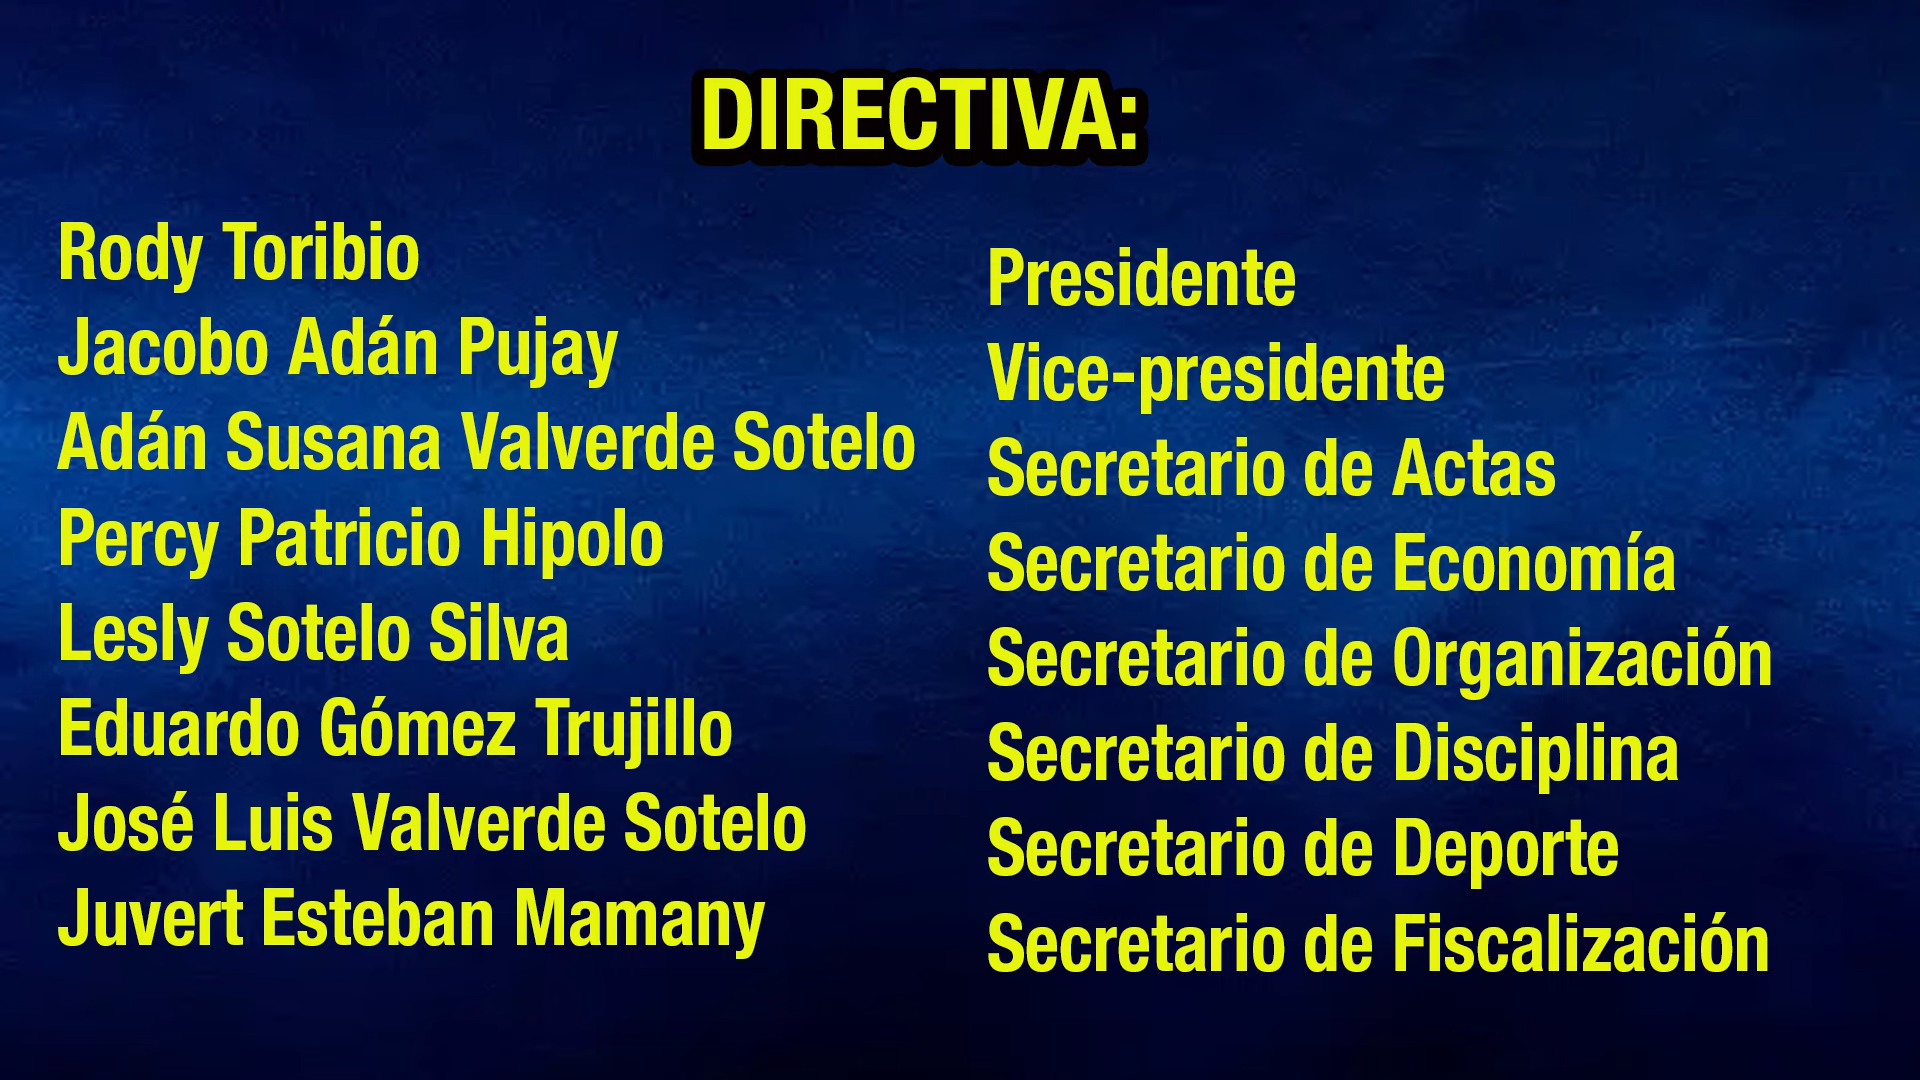 DIRECTIVA:
Rody Toribio
Jacobo Adán Pujay
Adán Susana Valverde Sotelo
Percy Patricio Hipolo
Lesly Sotelo Silva
Eduardo Gómez Trujillo
José Luis Valverde Sotelo
Juvert Esteban Mamany
Presidente
Vice-presidente
Secretario de Actas
Secretario de Economía
Secretario de Organización
Secretario de Disciplina
Secretario de Deporte
Secretario de Fiscalización